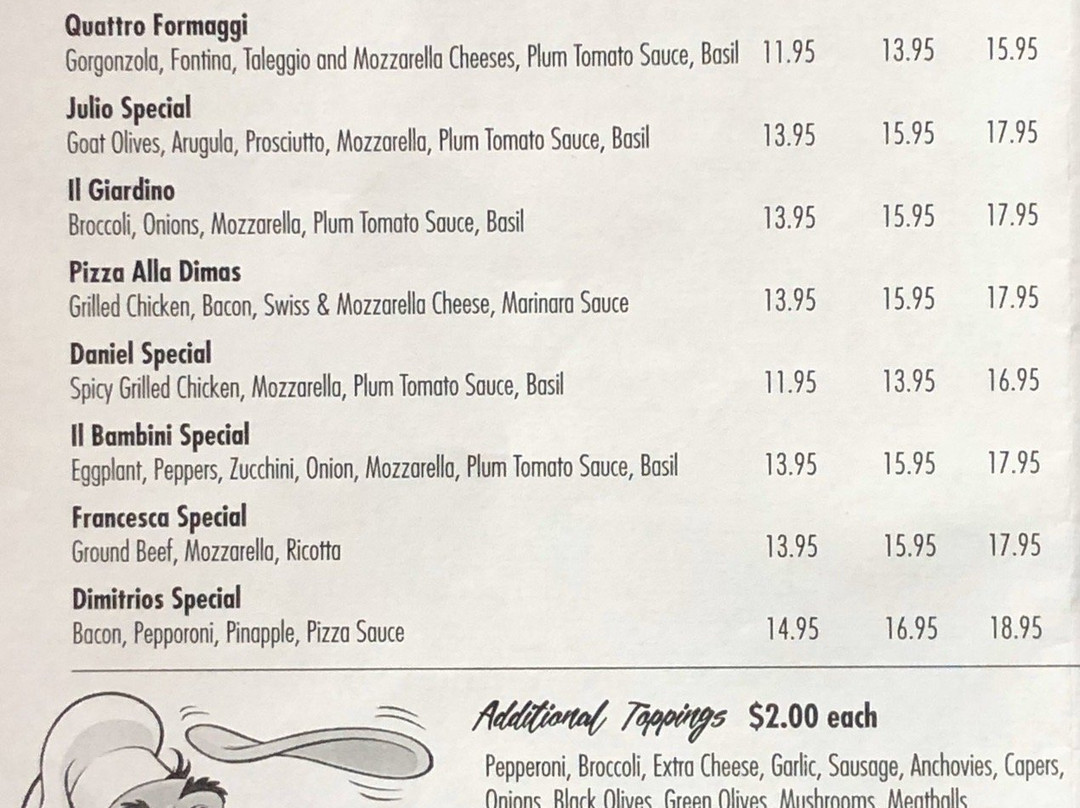 Quattro Formaggi
Gorgonzola, Fontina, Taleggio and Mozzarella Cheeses, Plum Tomato Sauce, Basil 11.95 13.95 15.95
Julio Special
Goat Olives, Arugula, Prosciutto, Mozzarella, Plum Tomato Sauce, Basil 13.95 15.95 17.95
Il Giardino
Broccoli, Onions, Mozzarella, Plum Tomato Sauce, Basil 13.95 15.95 17.95
Pizza Alla Dimas
Grilled Chicken, Bacon, Swiss & Mozzarella Cheese, Marinara Sauce 13.95 15.95 17.95
Daniel Special
Spicy Grilled Chicken, Mozzarella, Plum Tomato Sauce, Basil 11.95 13.95 16.95
Il Bambini Special
Eggplant, Peppers, Zucchini, Onion, Mozzarella, Plum Tomato Sauce, Basil 13.95 15.95 17.95
Francesca Special
Ground Beef, Mozzarella, Ricotta 13.95 15.95 17.95
Dimitrios Special
Bacon, Pepporoni, Pinapple, Pizza Sauce 14.95 16.95 18.95
Additional Toppings $2.00 each
Pepperoni, Broccoli, Extra Cheese, Garlic, Sausage, Anchovies, Capers,
Onions, Black Olives, Green Olives, Mushrooms, Meatballs